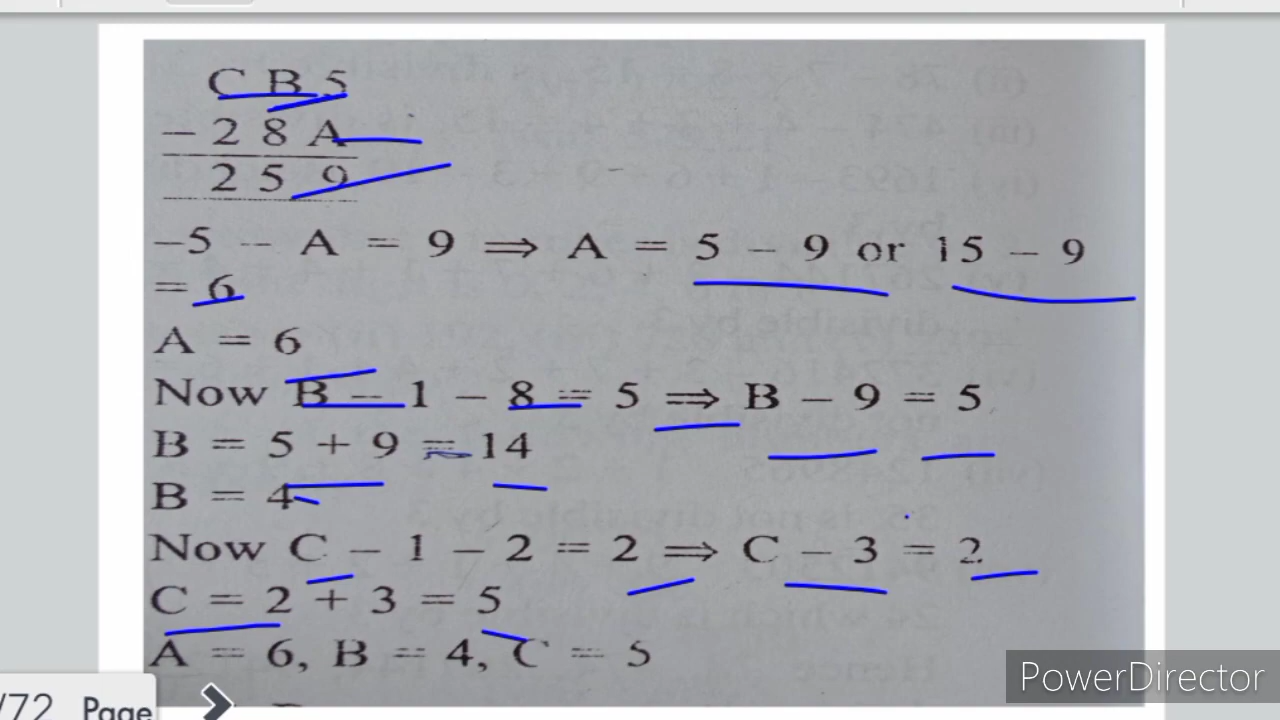 C B 5
− 2 8 A
2 5 9
−5 − A = 9 ⇒ A = 5 − 9 or 15 − 9
= 6
A = 6
Now B − 1 − 8 = 5 ⇒ B − 9 = 5
B = 5 + 9 = 14
B = 4
Now C − 1 − 2 = 2 ⇒ C − 3 = 2
C = 2 + 3 = 5
A = 6, B = 4, C = 5
PowerDirector
/72 Page